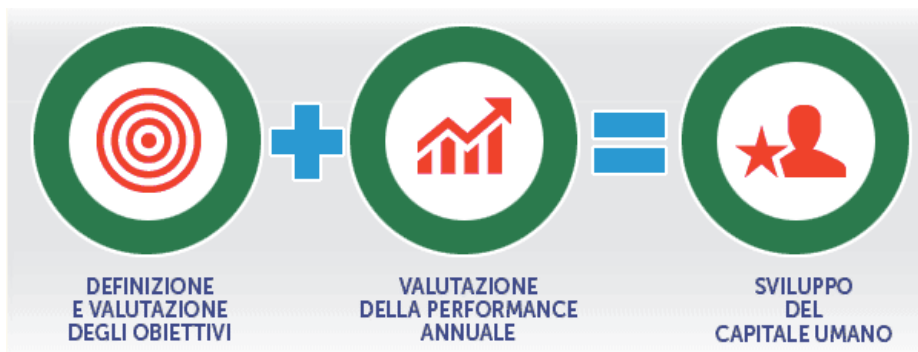 DEFINIZIONE
E VALUTAZIONE
DEGLI OBIETTIVI
VALUTAZIONE
DELLA PERFORMANCE
ANNUALE
SVILUPPO
DEL
CAPITALE UMANO